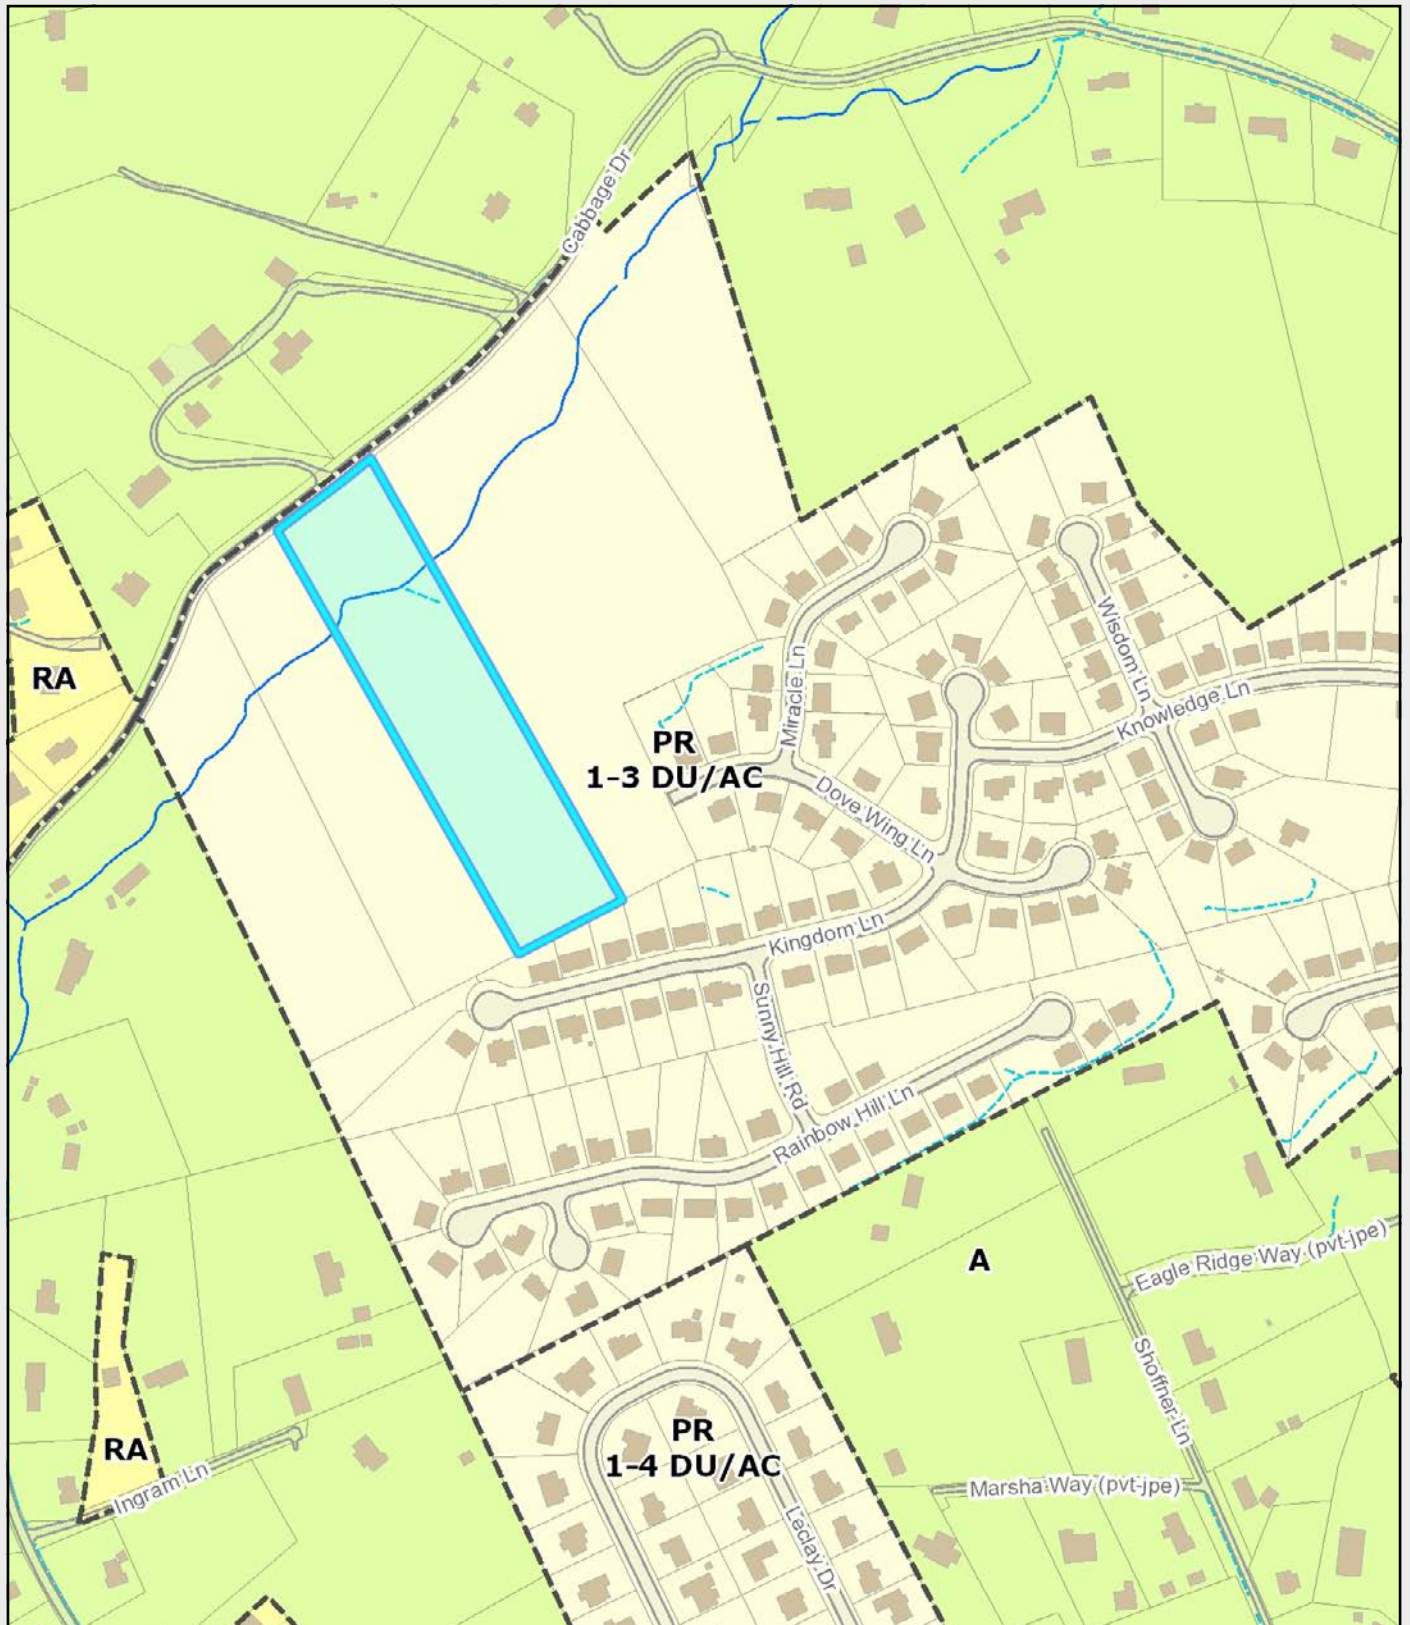 Cabbage Dr
RA
Wisdom Ln
Miracle Ln
Knowledge Ln
PR
1-3 DU/AC
Dove Wing Ln
Kingdom Ln
Sunny Hill Rd
Rainbow Hill Ln
A
Eagle Ridge Way (pvt-jpe)
Shoffner Ln
PR
1-4 DU/AC
RA
Ingram Ln
Marsha Way (pvt-jpe)
Leclay Dr